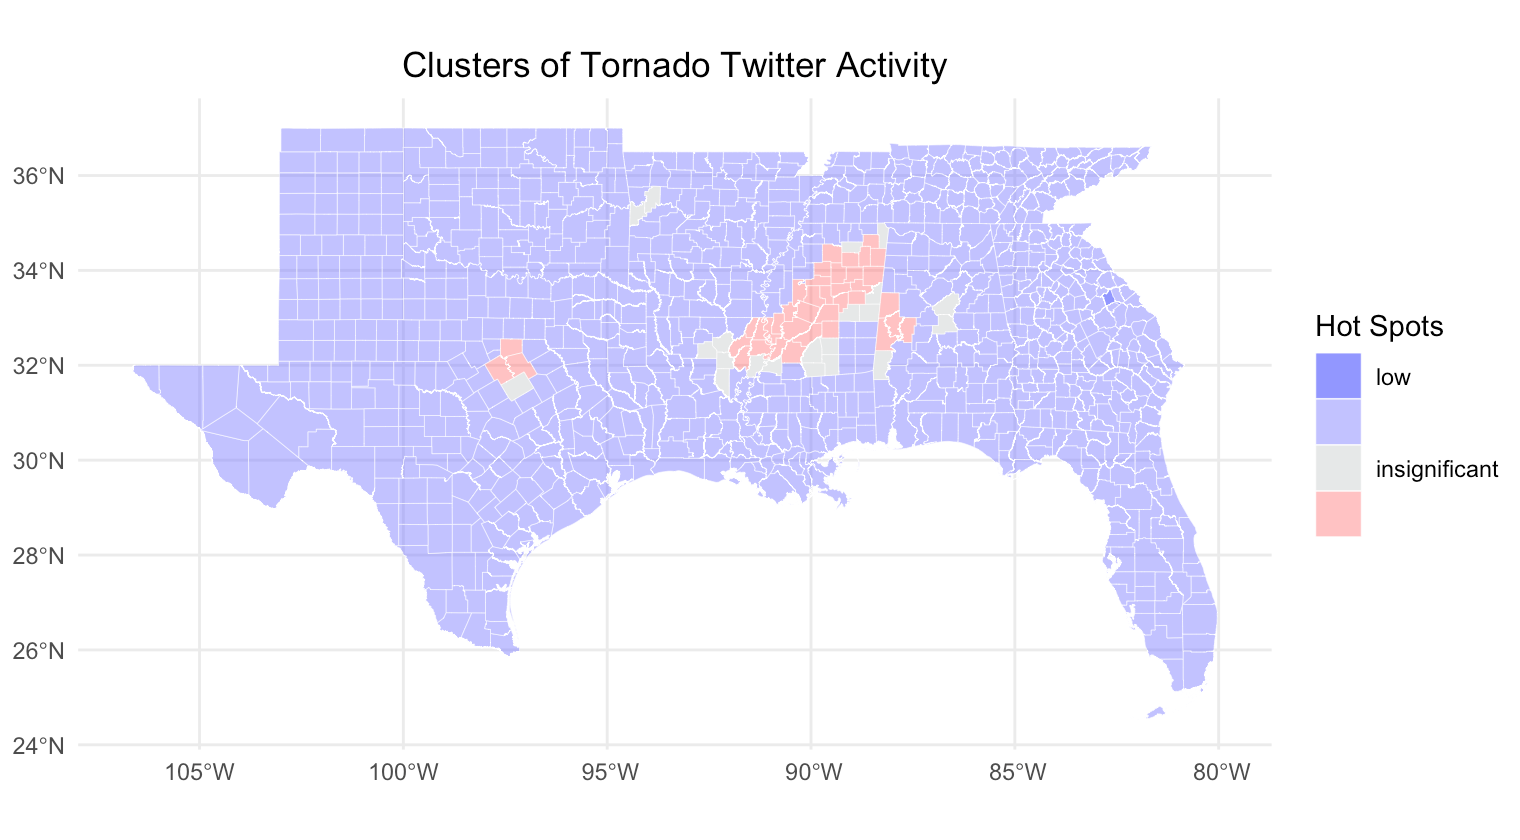 Clusters of Tornado Twitter Activity
36°N
34°N
32°N
30°N
28°N
26°N
24°N
105°W
100°W
95°W
90°W
85°W
80°W
Hot Spots
low
insignificant